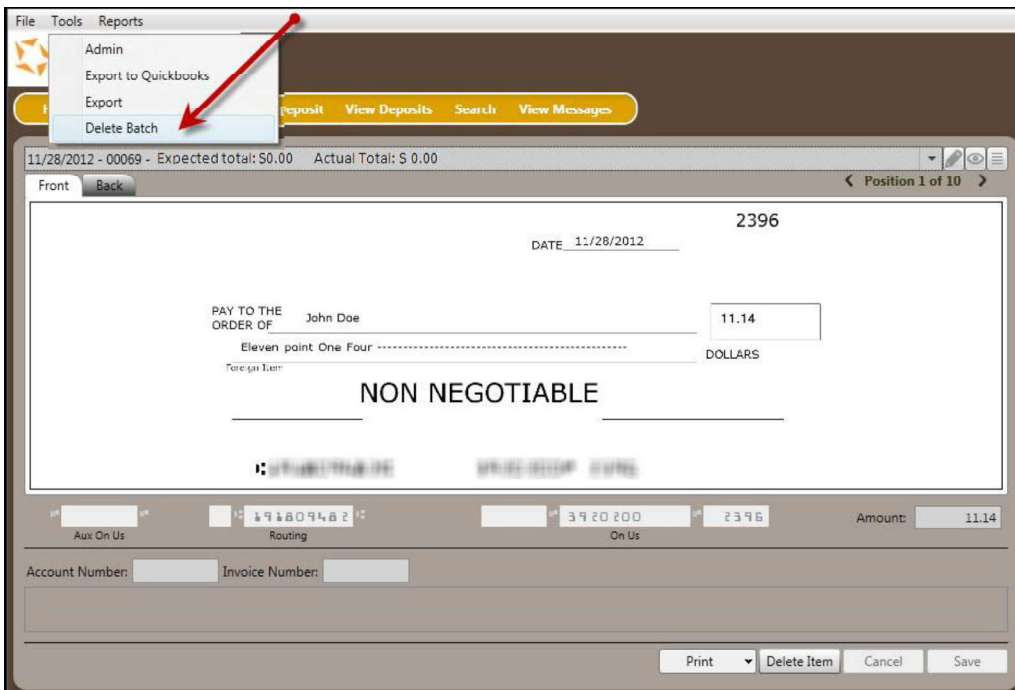 File Tools Reports
Admin
Export to Quickbooks
Export
Delete Batch
View Deposits Search View Messages
11/28/2012 - 00069 - Expected total: $0.00 Actual Total: $ 0.00
Front Back
Position 1 of 10
2396
DATE 11/28/2012
PAY TO THE
ORDER OF John Doe
11.14
Eleven point One Four -----------------------------------------------
DOLLARS
Foreign Item
NON NEGOTIABLE
191809482 3920200 2396 Amount: 11.14
Aux On Us Routing On Us
Account Number: Invoice Number:
Print Delete Item Cancel Save